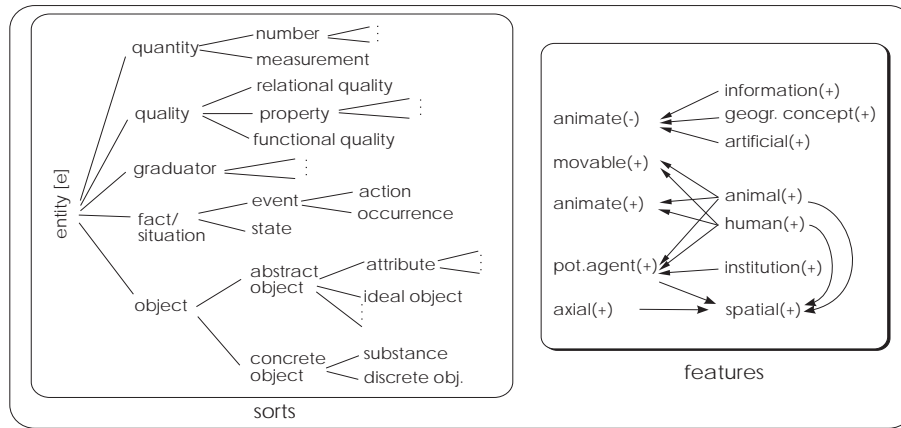 entity [e]
quantity
number
measurement
quality
relational quality
property
functional quality
graduator
fact/
situation
event
action
occurrence
state
object
abstract
object
attribute
ideal object
concrete
object
substance
discrete obj.
sorts
animate(-)
information(+)
geogr. concept(+)
artificial(+)
movable(+)
animate(+)
animal(+)
human(+)
pot.agent(+)
institution(+)
axial(+)
spatial(+)
features